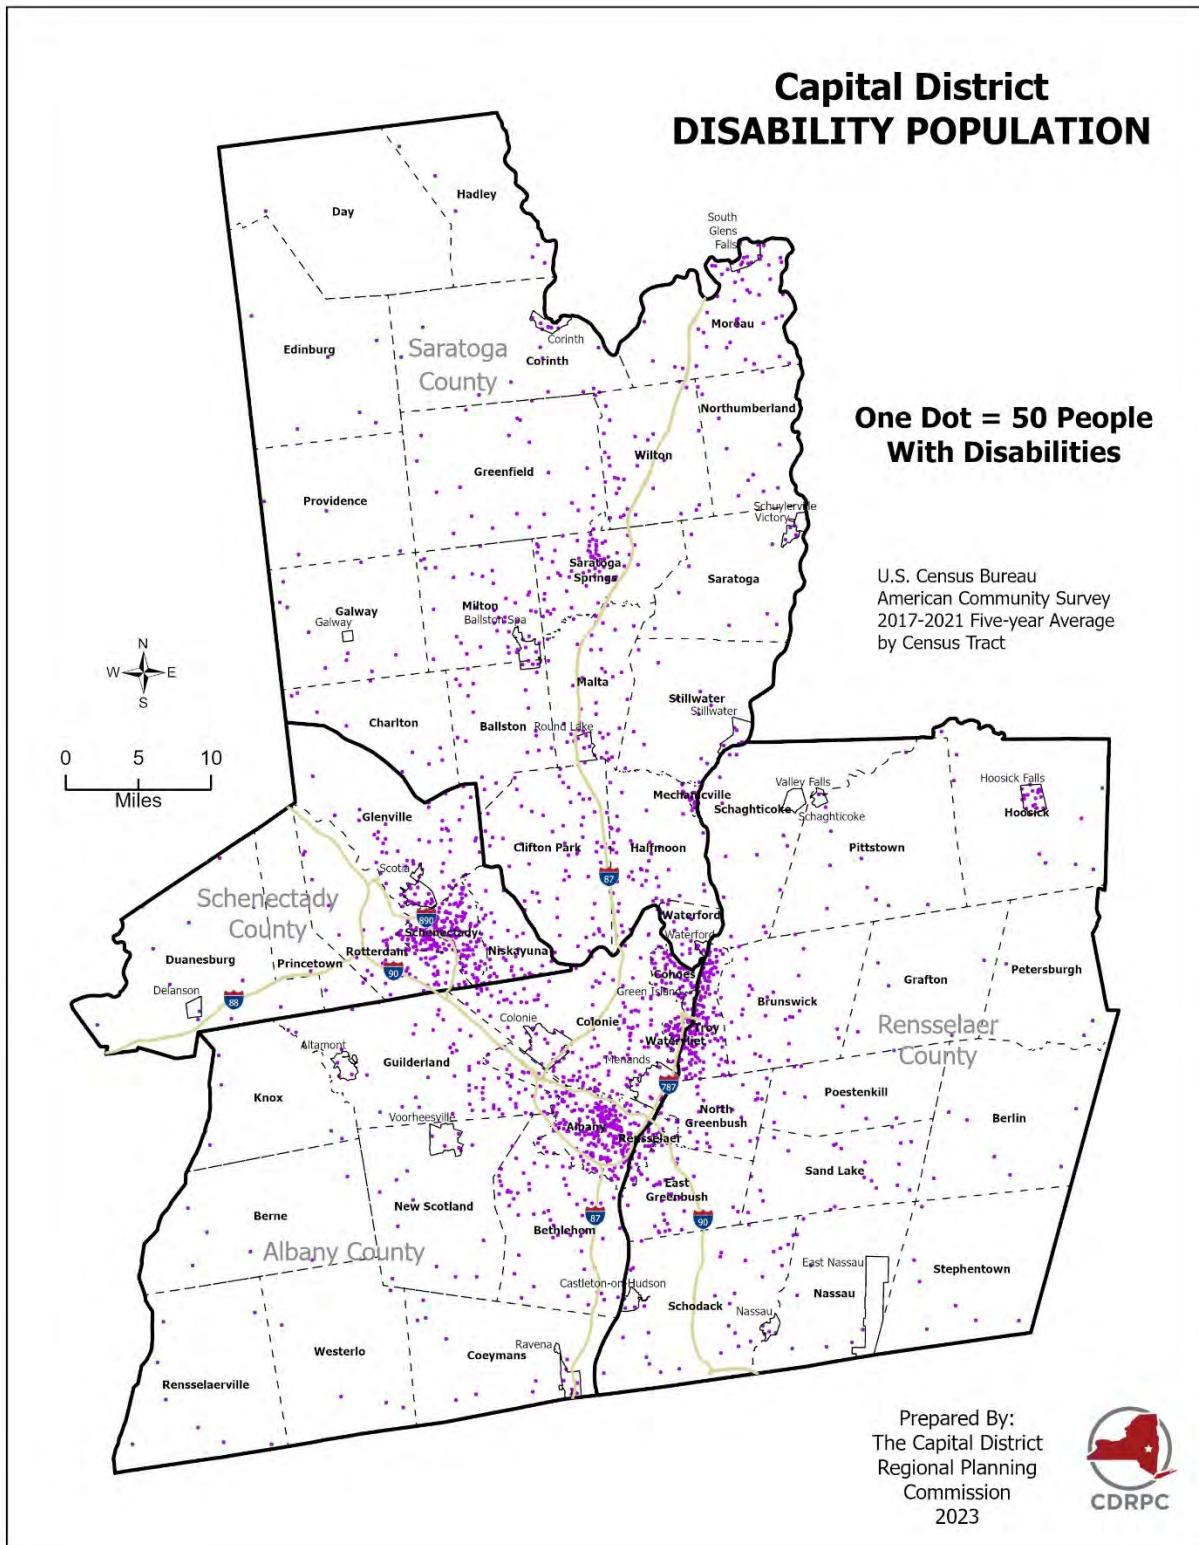 Capital District
DISABILITY POPULATION
Day
Hadley
South
Glens
Falls
Moreau
Edinburg
Saratoga
County
Corinth
Corinth
Northumberland
One Dot = 50 People
With Disabilities
Wilton
Greenfield
Providence
Schuylerville
Victory
Saratoga
Springs
Saratoga
U.S. Census Bureau
American Community Survey
2017-2021 Five-year Average
by Census Tract
Galway
Galway
Milton
Ballston Spa
N
W
E
S
Malta
Stillwater
Stillwater
Charlton
Ballston
Round Lake
0 5 10
Miles
Mechanicville
Schaghticoke
Valley Falls
Schaghticoke
Hoosick Falls
Hoosick
Glenville
Clifton Park
Halfmoon
Pittstown
Scotia
87
Schenectady
County
890
Schenectady
Waterford
Waterford
Rotterdam
Niskayuna
Duanesburg
Princetown
90
Cohoes
Grafton
Petersburgh
Delanson
88
Green Island
Brunswick
Colonie
Colonie
Troy
Watervliet
Rensselaer
County
Altamont
Guilderland
Menands
787
Knox
Voorheesville
Albany
Rensselaer
North
Greenbush
Poestenkill
Berlin
Sand Lake
East
Greenbush
New Scotland
Berne
Bethlehem
87
90
Albany County
East Nassau
Nassau
Stephentown
Castleton-on-Hudson
Schodack
Nassau
Ravena
Westerlo
Coeymans
Rensselaerville
Prepared By:
The Capital District
Regional Planning
Commission
2023
CDRPC